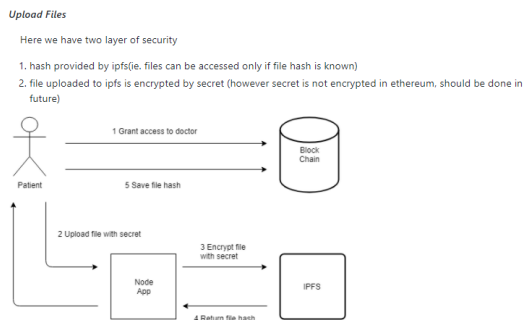 Upload Files
Here we have two layer of security
1. hash provided by ipfs(ie. files can be accessed only if file hash is known)
2. file uploaded to ipfs is encrypted by secret (however secret is not encrypted in ethereum. should be done in
future)
1 Grant access to doctor
Block
Chain
Patient
5 Save file hash
2 Upload file with secret
3 Encrypt file
with secret
Node
App
IPFS
4 Return file hash